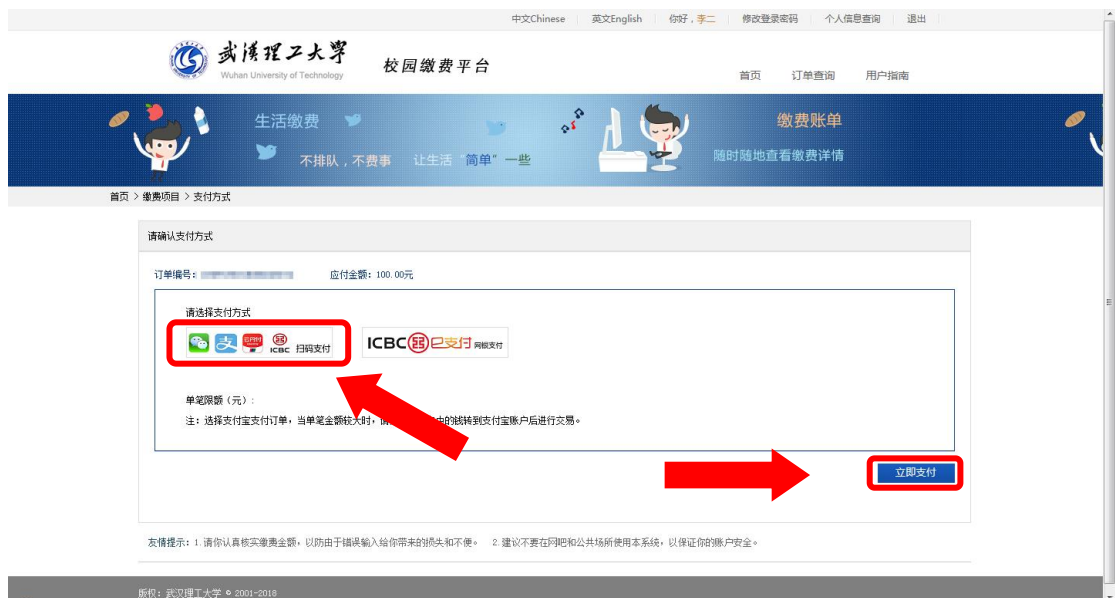 中文Chinese 英文English 你好，李二 修改登录密码 个人信息查询 退出
武汉理工大学
Wuhan University of Technology
校园缴费平台
首页 订单查询 用户指南
生活缴费
不排队，不费事 让生活“简单”一些
缴费账单
随时随地查看缴费详情
首页 > 缴费项目 > 支付方式
请确认支付方式
订单编号： 应付金额：100.00元
请选择支付方式
支 ICBC 扫码支付
ICBC 已支付 网银支付
单笔限额（元）:
注：选择支付宝支付订单，当单笔金额较大时， 中的钱转到支付宝账户后进行交易。
立即支付
友情提示：1.请你认真核实缴费金额，以防由于错误输入给你带来的损失和不便。 2.建议不要在网吧和公共场所使用本系统，以保证你的账户安全。
版权：武汉理工大学 © 2001-2018